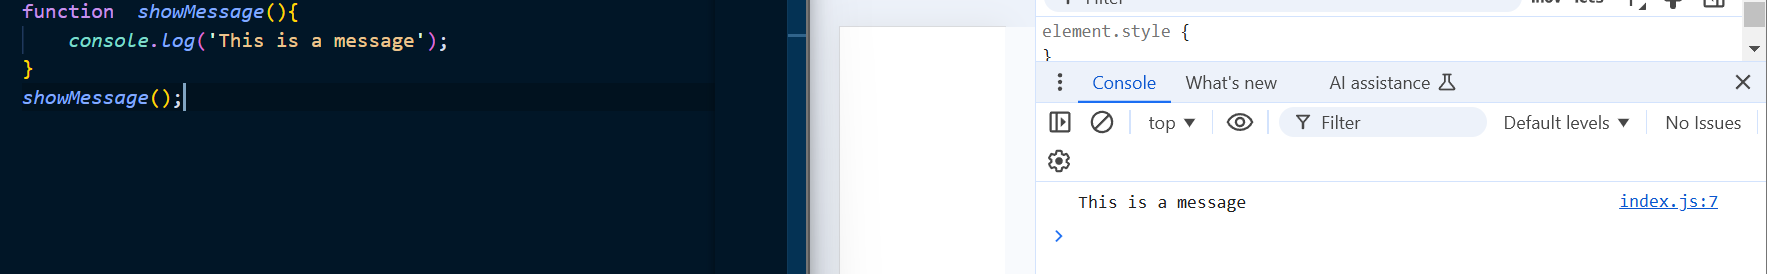 function  showMessage(){
    console.log('This is a message');
}
showMessage();
element.style {
}
Console What's new AI assistance
top Filter Default levels No Issues
This is a message index.js:7